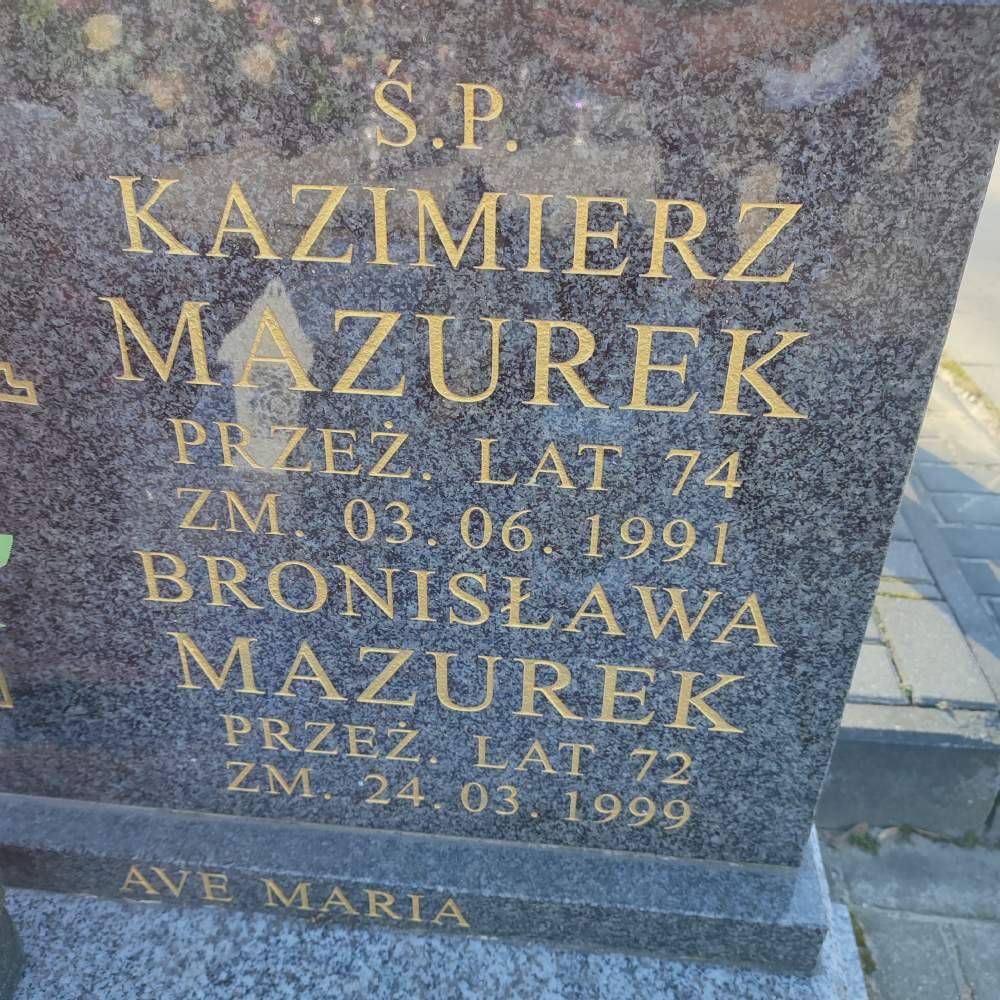 Ś.P.
KAZIMIERZ
MAZUREK
PRZEŻ. LAT 74
ZM. 03.06.1991
BRONISŁAWA
MAZUREK
PRZEŻ. LAT 72
ZM. 24.03.1999
AVE MARIA